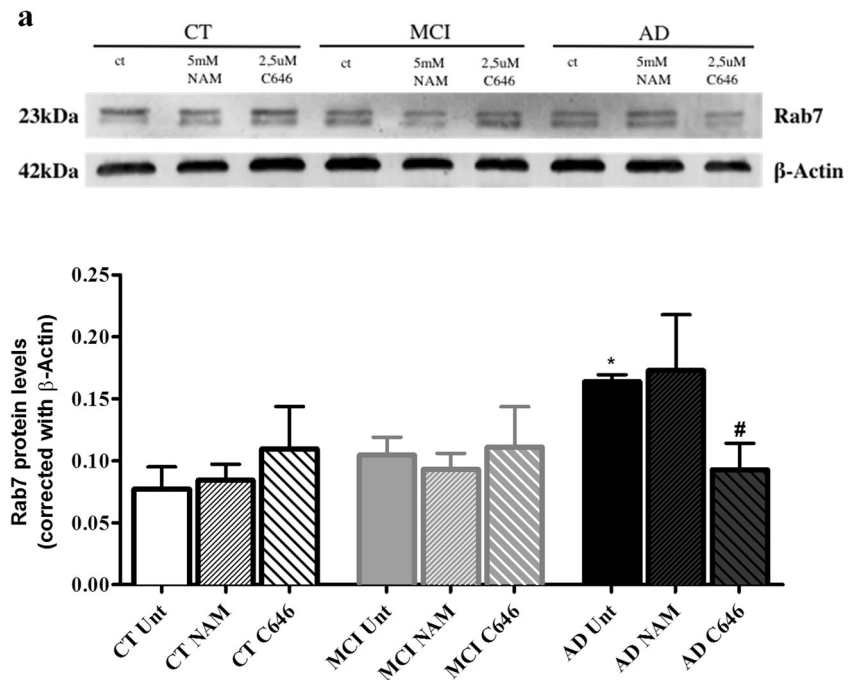 a
CT MCI AD
ct 5mM 2,5uM ct 5mM 2,5uM ct 5mM 2,5uM
NAM C646 NAM C646 NAM C646
23kDa Rab7
42kDa β-Actin
Rab7 protein levels
(corrected with β-Actin)
0.25
0.20
0.15
0.10
0.05
0.00
*
#
CT Unt
CT NAM
CT C646
MCI Unt
MCI NAM
MCI C646
AD Unt
AD NAM
AD C646